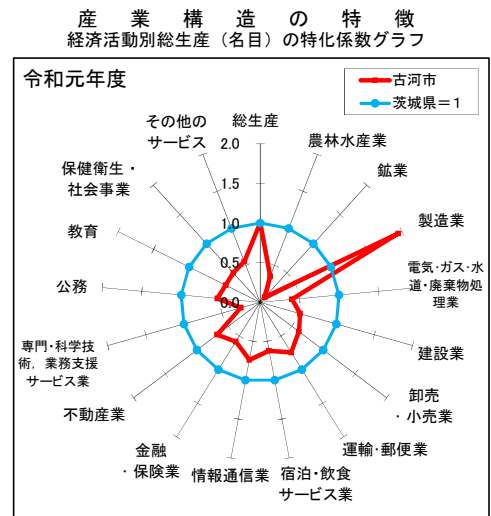 産業構造の特徴
経済活動別総生産（名目）の特化係数グラフ
令和元年度
古河市
茨城県＝1
総生産
農林水産業
鉱業
製造業
電気・ガス・水
道・廃棄物処
理業
建設業
卸売
・小売業
運輸・郵便業
宿泊・飲食
サービス業
情報通信業
金融
・保険業
不動産業
専門・科学技
術，業務支援
サービス業
公務
教育
保健衛生・
社会事業
その他の
サービス
2.0
1.5
1.0
0.5
0.0